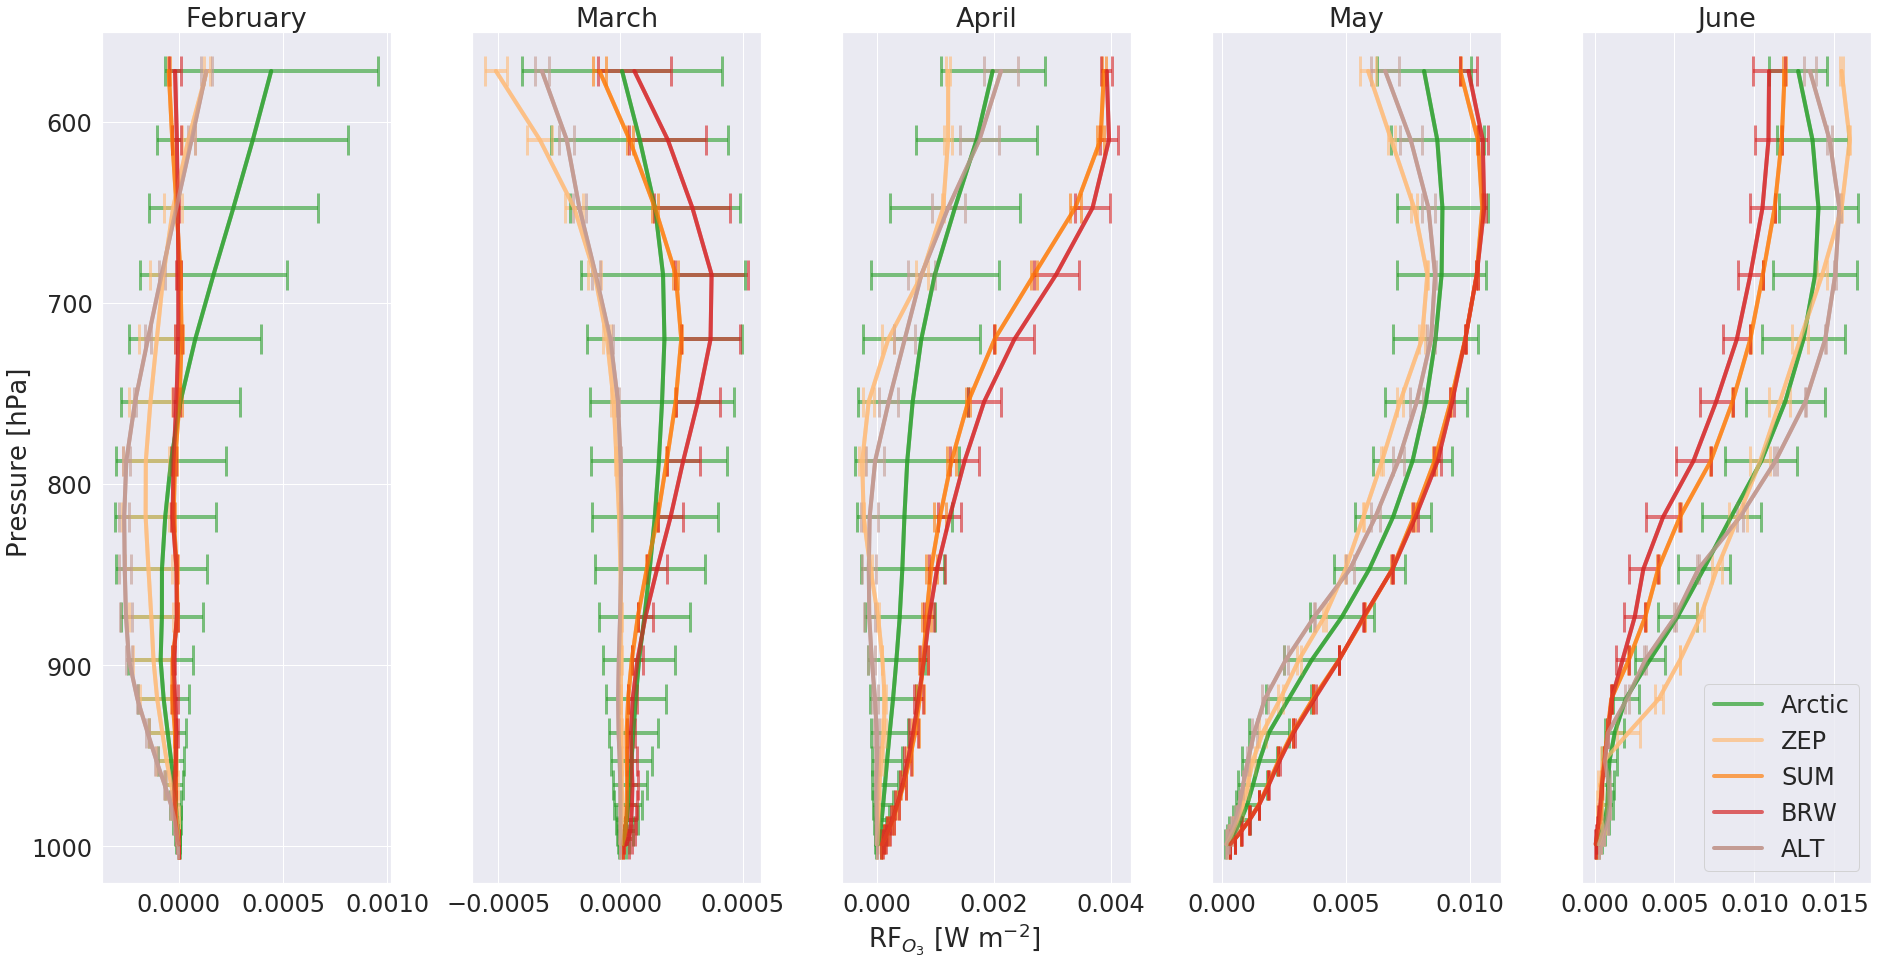 February March April May June
Pressure [hPa]
600
700
800
900
1000
0.0000 0.0005 0.0010
−0.0005 0.0000 0.0005
0.000 0.002 0.004
0.000 0.005 0.010
0.000 0.005 0.010 0.015
RF_{O_3} [W m^{−2}]
Arctic
ZEP
SUM
BRW
ALT